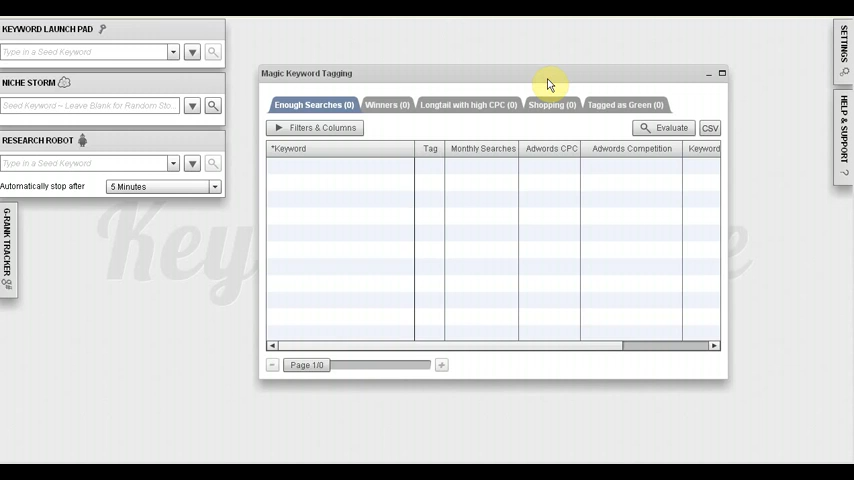 KEYWORD LAUNCH PAD
Type in a Seed Keyword
NICHE STORM
Seed Keyword – Leave Blank for Random Sto...
RESEARCH ROBOT
Type in a Seed Keyword
Automatically stop after
5 Minutes
G-RANK TRACKER
Magic Keyword Tagging
Enough Searches (0)
Winners (0)
Longtail with high CPC (0)
Shopping (0)
Tagged as Green (0)
Filters & Columns
Evaluate
CSV
*Keyword
Tag
Monthly Searches
Adwords CPC
Adwords Competition
Keyword
Page 1/0
SETTINGS
HELP & SUPPORT ?